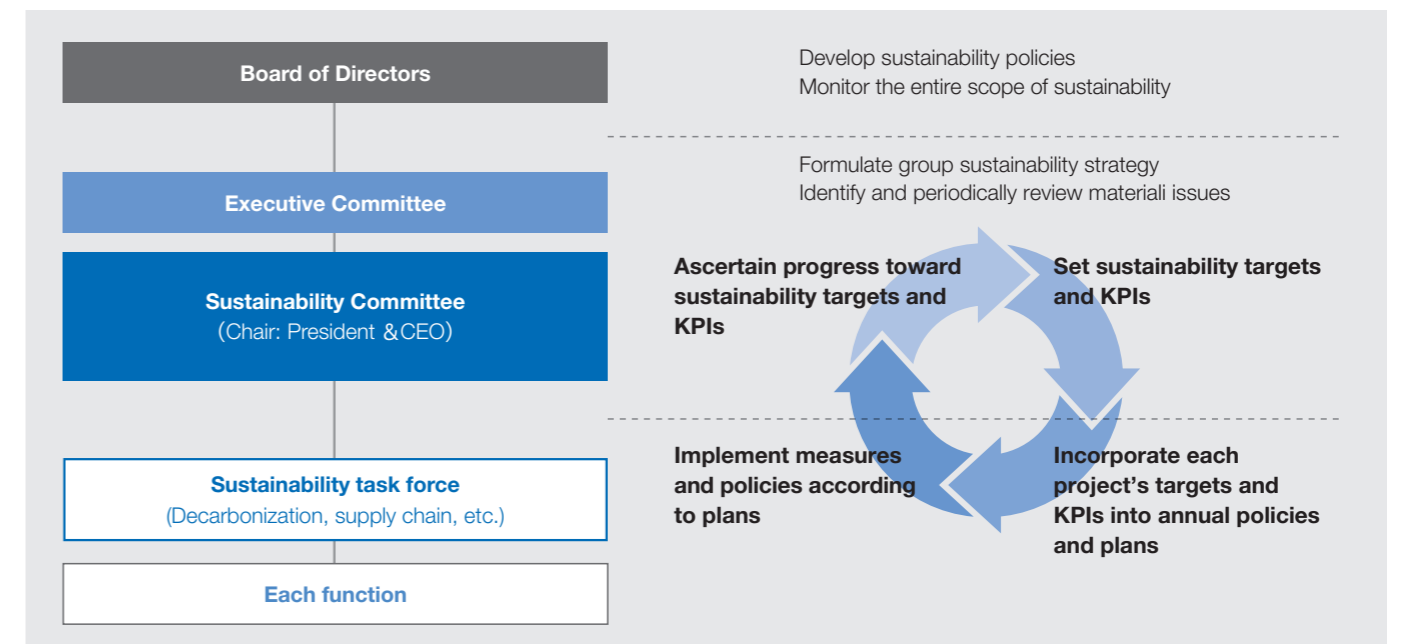 Board of Directors
Develop sustainability policies
Monitor the entire scope of sustainability
Executive Committee
Formulate group sustainability strategy
Identify and periodically review materiali issues
Sustainability Committee
(Chair: President &CEO)
Ascertain progress toward
sustainability targets and
KPIs
Set sustainability targets
and KPIs
Sustainability task force
(Decarbonization, supply chain, etc.)
Implement measures
and policies according
to plans
Incorporate each
project’s targets and
KPIs into annual policies
and plans
Each function